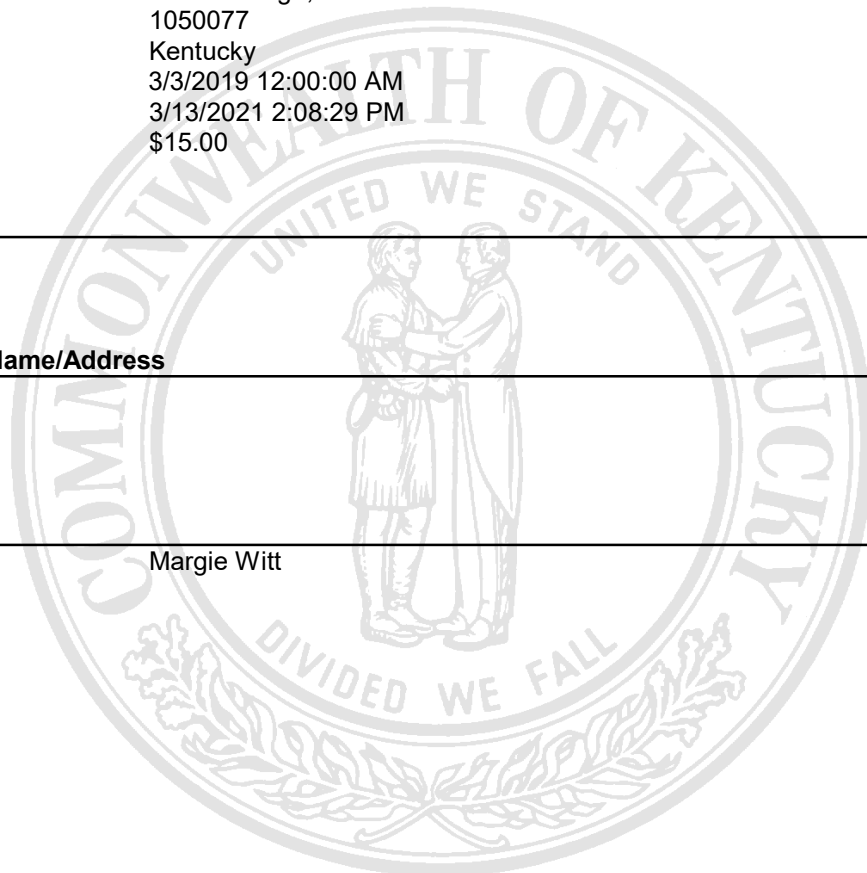 1050077
Kentucky
3/3/2019 12:00:00 AM
3/13/2021 2:08:29 PM
$15.00
COMMONWEALTH OF KENTUCKY
UNITED WE STAND
Name/Address
Margie Witt
DIVIDED WE FALL